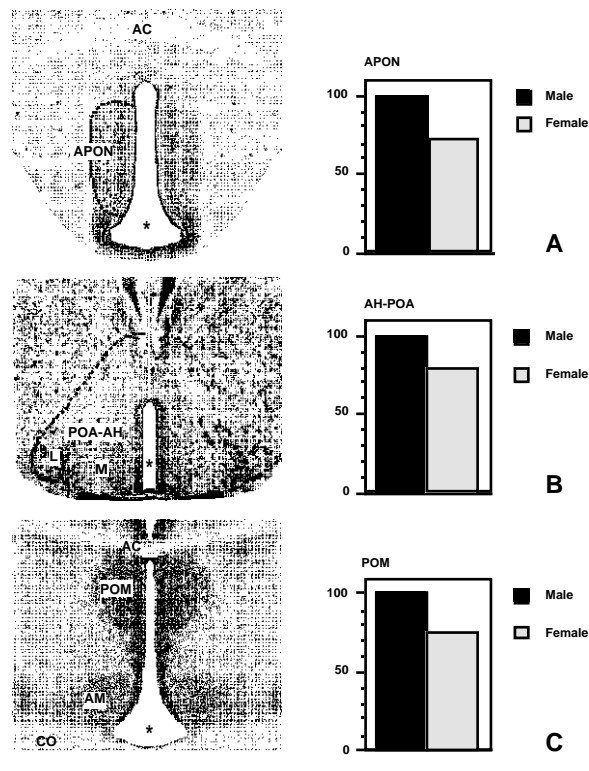 AC
APON
*
APON
100
50
0
Male
Female
A
POA-AH
L
M
*
AH-POA
100
50
0
Male
Female
B
AC
POM
AM
*
CO
POM
100
50
0
Male
Female
C